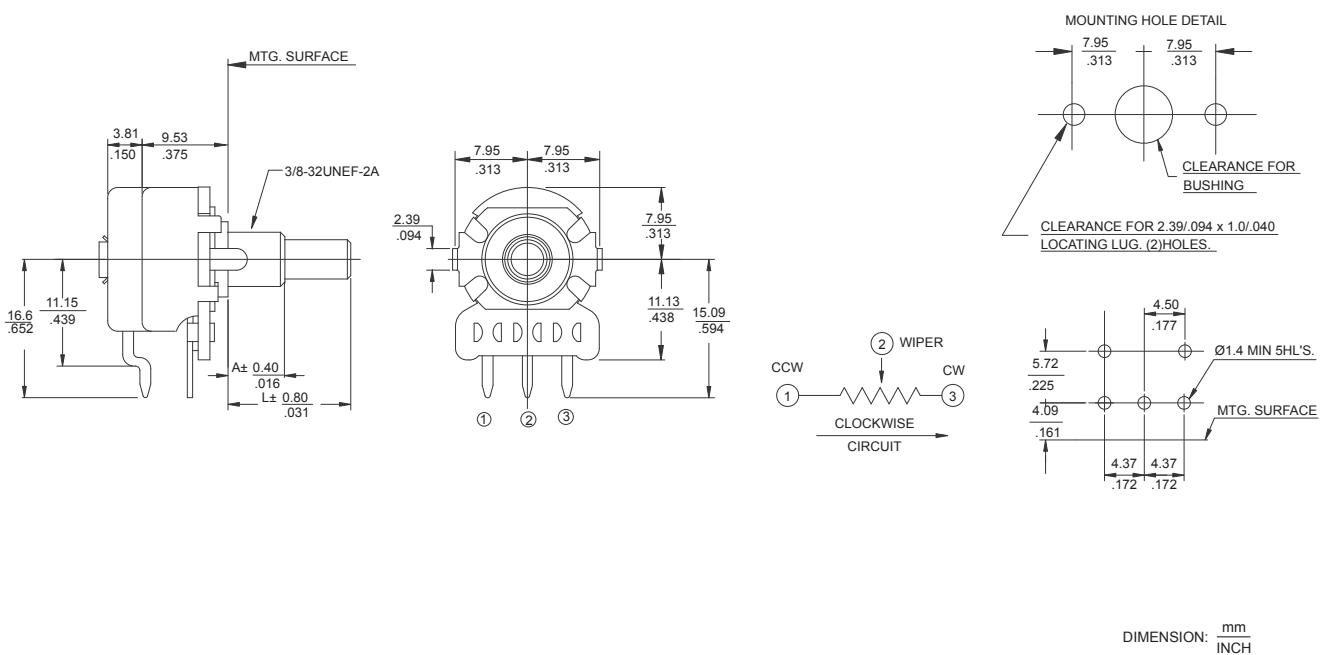 MTG. SURFACE
3.81
.150
9.53
.375
3/8-32UNEF-2A
16.6
.652
11.15
.439
A± 0.40
.016
L± 0.80
.031
7.95
.313
7.95
.313
2.39
.094
7.95
.313
11.13
.438
15.09
.594
1
2
3
CCW
1
2 WIPER
CW
3
CLOCKWISE
CIRCUIT
MOUNTING HOLE DETAIL
7.95
.313
7.95
.313
CLEARANCE FOR
BUSHING
CLEARANCE FOR 2.39/.094 x 1.0/.040
LOCATING LUG. (2)HOLES.
4.50
.177
Ø1.4 MIN 5HL'S.
5.72
.225
4.09
.161
MTG. SURFACE
4.37
.172
4.37
.172
DIMENSION: mm
INCH